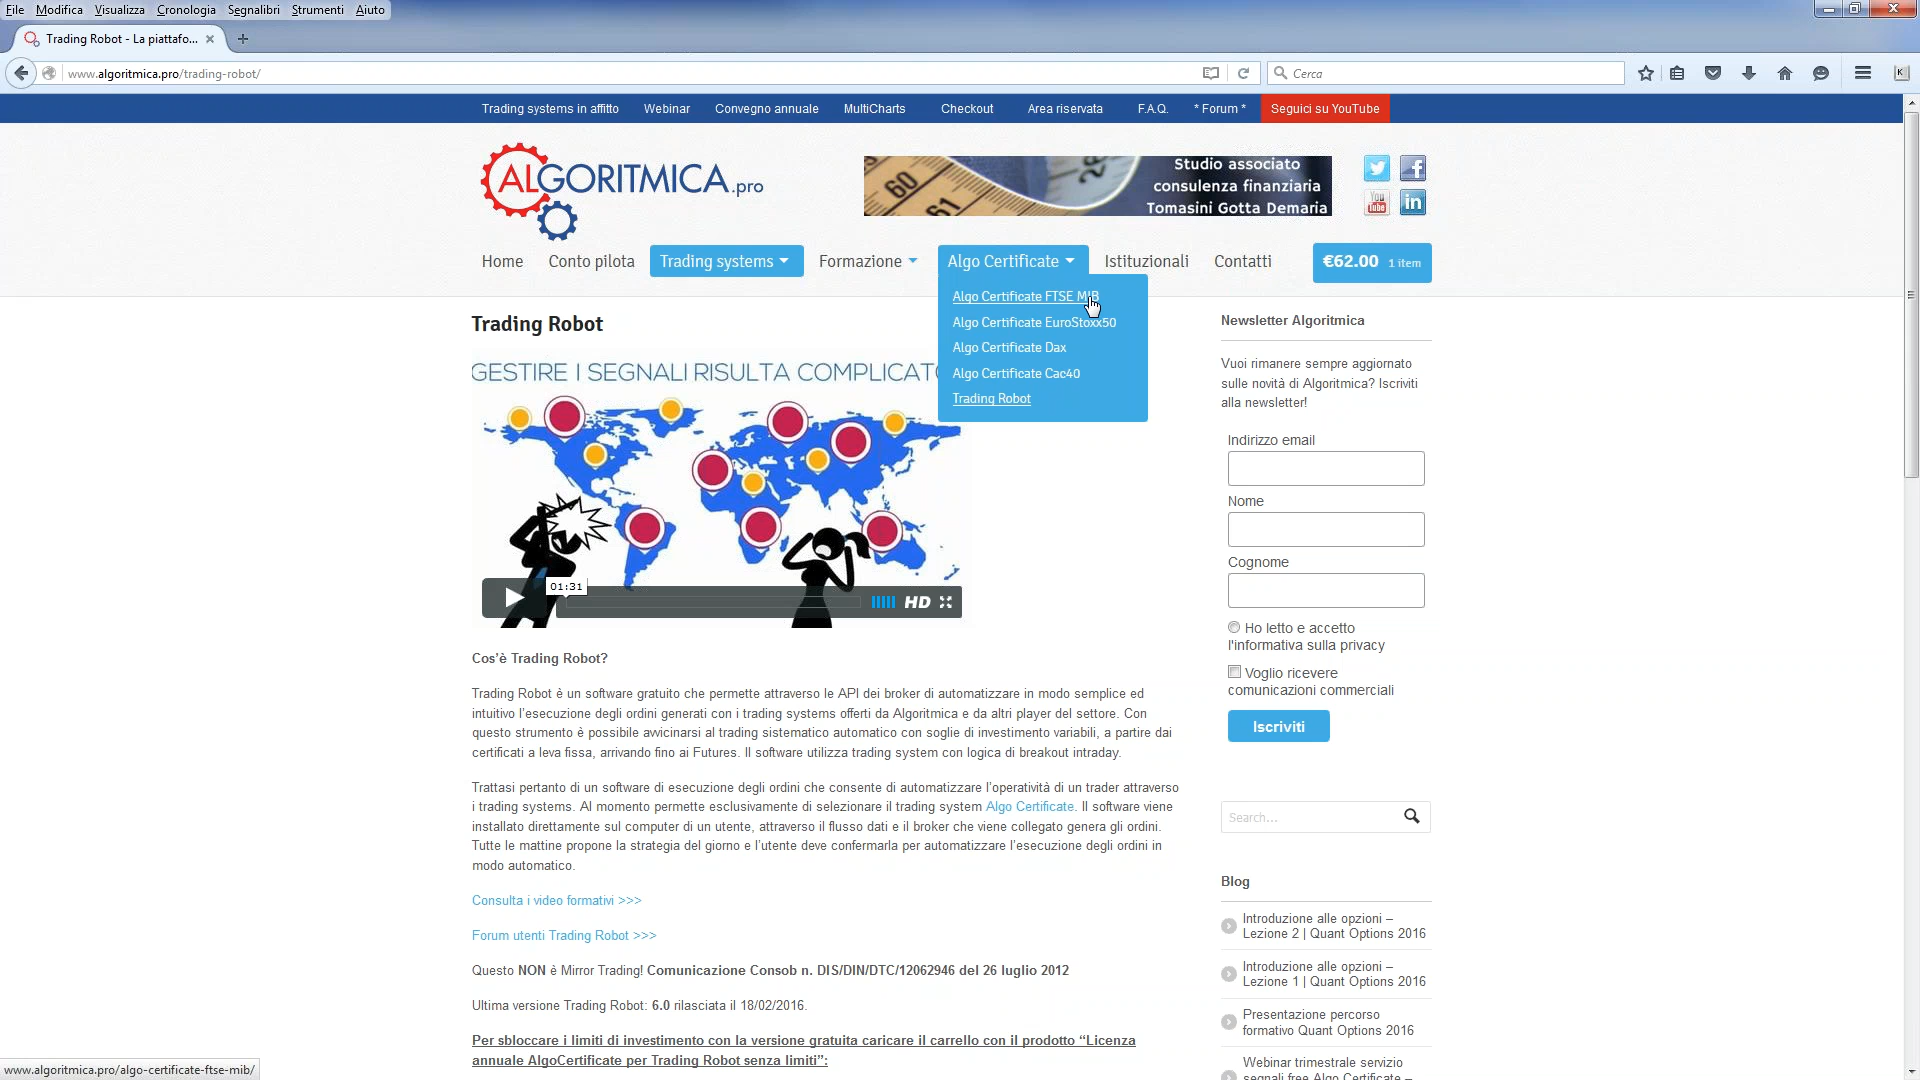 File Modifica Visualizza Cronologia Segnalibri Strumenti Aiuto
Trading Robot - La piattafo...
www.algoritmica.pro/trading-robot/
Cerca
Trading systems in affitto Webinar Convegno annuale MultiCharts Checkout Area riservata F.A.Q. * Forum * Seguici su YouTube
ALGORITMICA.pro
60
61
28
Studio associato
consulenza finanziaria
Tomasini Gotta Demaria
You Tube
in
Home Conto pilota Trading systems Formazione Algo Certificate Istituzionali Contatti €62.00 1 item
Algo Certificate FTSE MIB
Algo Certificate EuroStoxx50
Algo Certificate Dax
Algo Certificate Cac40
Trading Robot
Trading Robot
GESTIRE I SEGNALI RISULTA COMPLICATO
01:31
HD
Cos'è Trading Robot?
Trading Robot è un software gratuito che permette attraverso le API dei broker di automatizzare in modo semplice ed
intuitivo l'esecuzione degli ordini generati con i trading systems offerti da Algoritmica e da altri player del settore. Con
questo strumento è possibile avvicinarsi al trading sistematico automatico con soglie di investimento variabili, a partire dai
certificati a leva fissa, arrivando fino ai Futures. Il software utilizza trading system con logica di breakout intraday.
Trattasi pertanto di un software di esecuzione degli ordini che consente di automatizzare l'operatività di un trader attraverso
i trading systems. Al momento permette esclusivamente di selezionare il trading system Algo Certificate. Il software viene
installato direttamente sul computer di un utente, attraverso il flusso dati e il broker che viene collegato genera gli ordini.
Tutte le mattine propone la strategia del giorno e l'utente deve confermarla per automatizzare l'esecuzione degli ordini in
modo automatico.
Consulta i video formativi >>>
Forum utenti Trading Robot >>>
Questo NON è Mirror Trading! Comunicazione Consob n. DIS/DIN/DTC/12062946 del 26 luglio 2012
Ultima versione Trading Robot: 6.0 rilasciata il 18/02/2016.
Per sbloccare i limiti di investimento con la versione gratuita caricare il carrello con il prodotto "Licenza
annuale AlgoCertificate per Trading Robot senza limiti":
Newsletter Algoritmica
Vuoi rimanere sempre aggiornato
sulle novità di Algoritmica? Iscriviti
alla newsletter!
Indirizzo email
Nome
Cognome
Ho letto e accetto
l'informativa sulla privacy
Voglio ricevere
comunicazioni commerciali
Iscriviti
Search...
Blog
Introduzione alle opzioni –
Lezione 2 | Quant Options 2016
Introduzione alle opzioni –
Lezione 1 | Quant Options 2016
Presentazione percorso
formativo Quant Options 2016
Webinar trimestrale servizio
segnali free Algo Certificate –
www.algoritmica.pro/algo-certificate-ftse-mib/